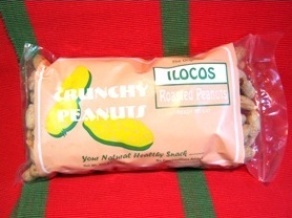 ILOCOS
Roasted Peanuts
CRUNCHY
PEANUTS
Your Natural Healthy Snack